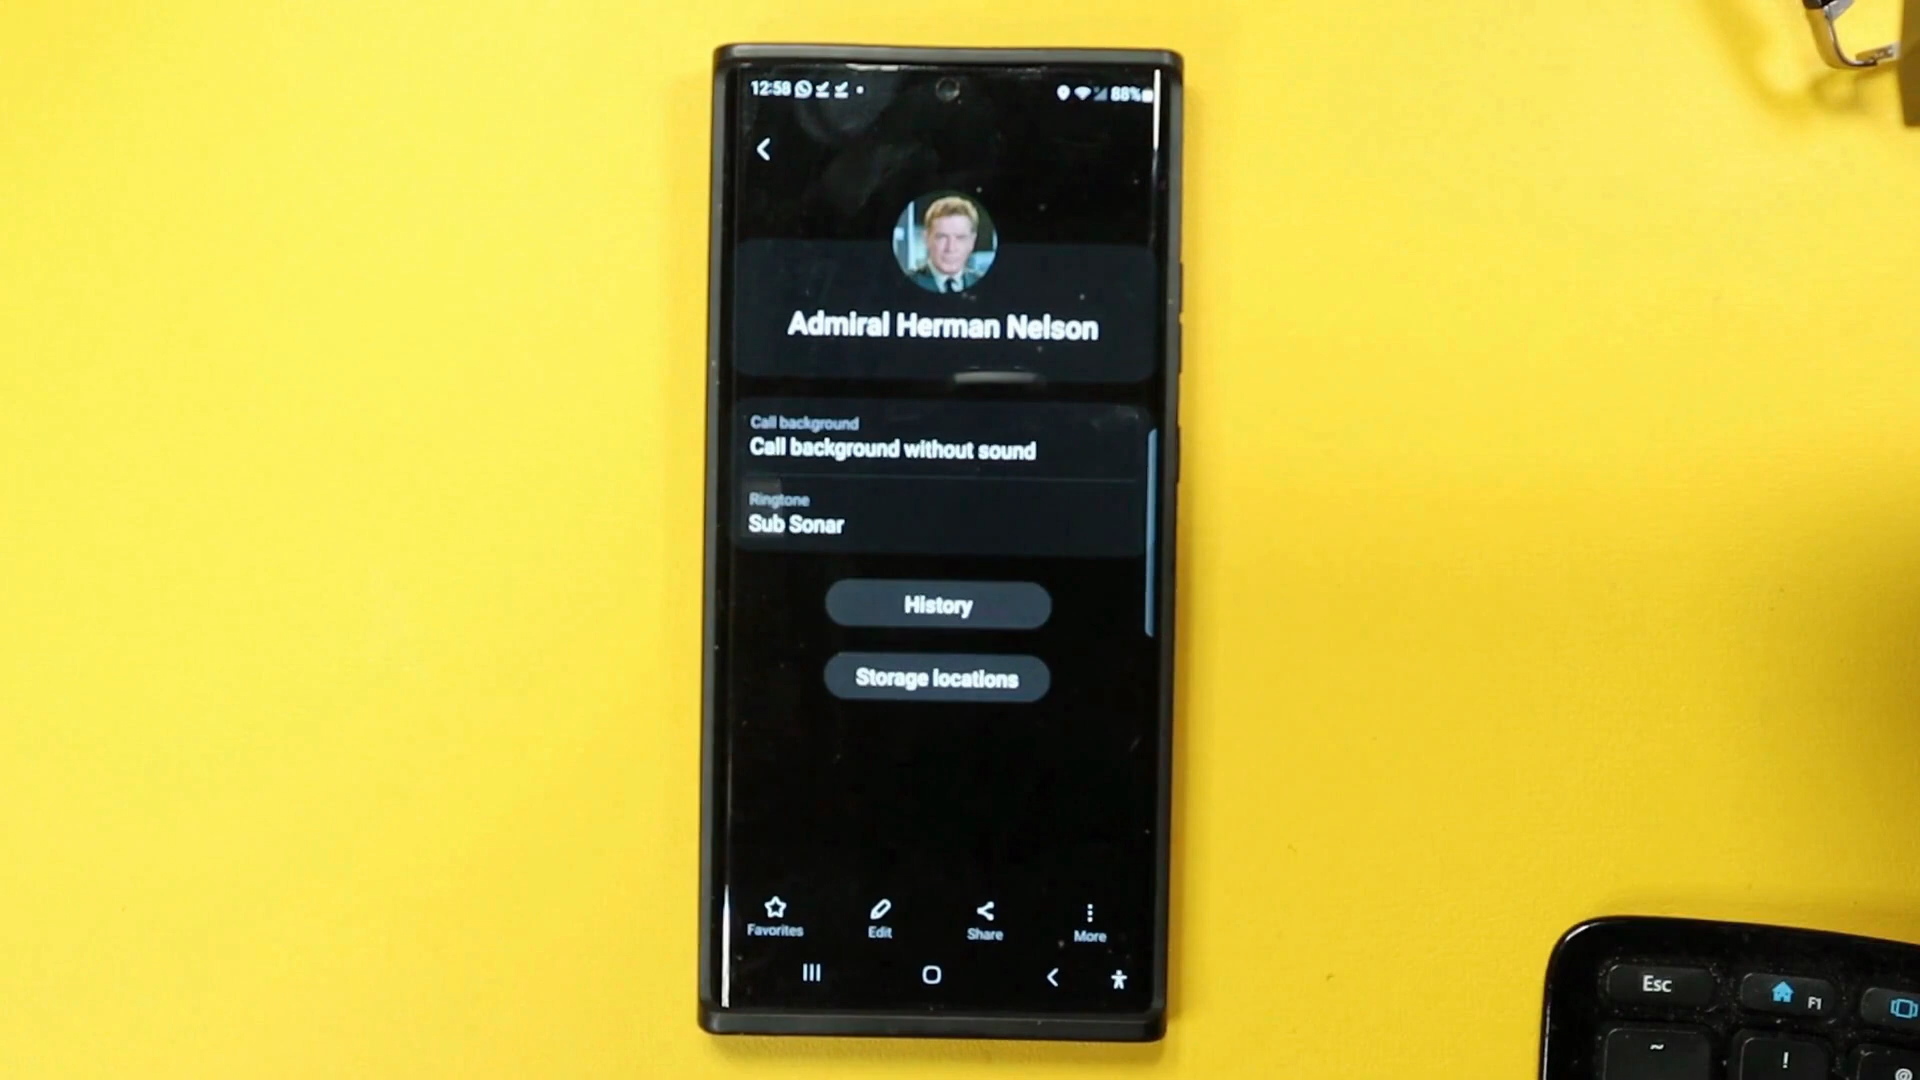 12:58
88%
Admiral Herman Nelson
Call background
Call background without sound
Ringtone
Sub Sonar
History
Storage locations
Favorites
Edit
Share
More
Esc
F1
~
!
@